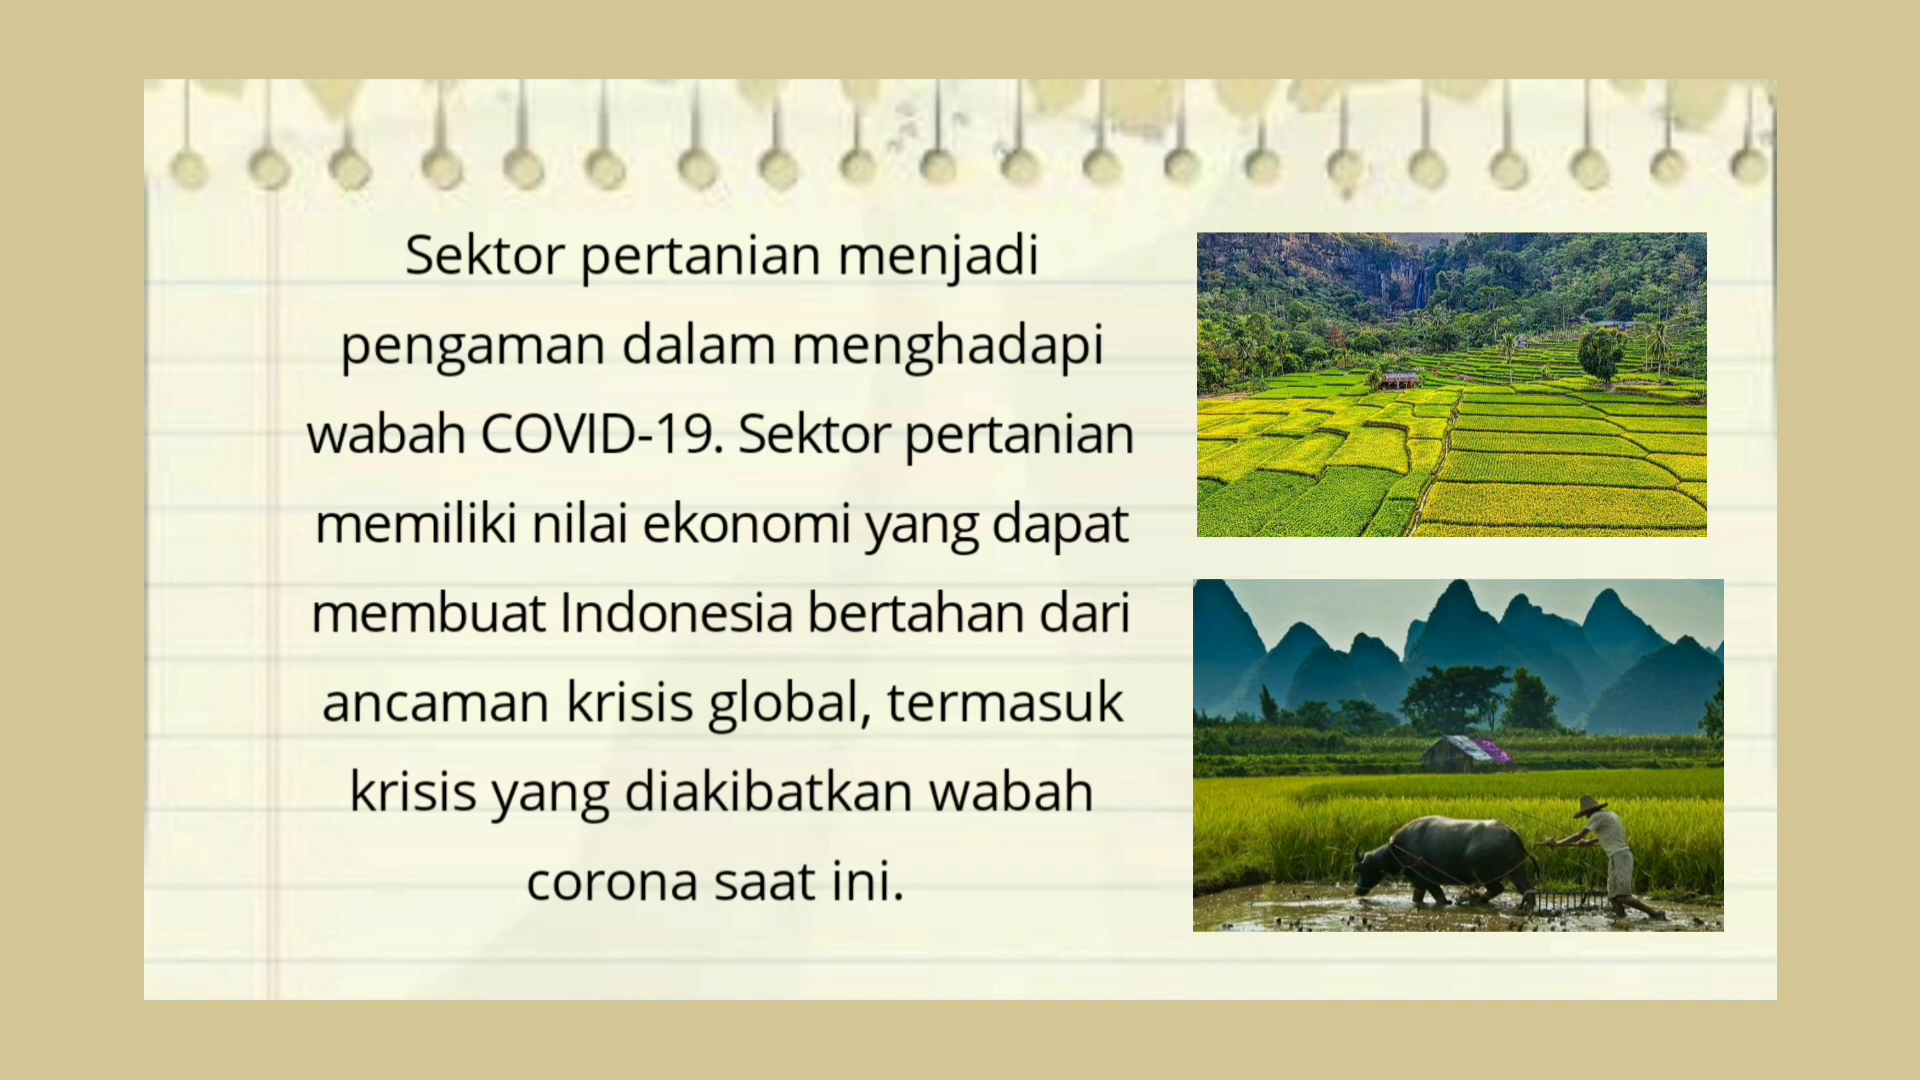 Sektor pertanian menjadi
pengaman dalam menghadapi
wabah COVID-19. Sektor pertanian
memiliki nilai ekonomi yang dapat
membuat Indonesia bertahan dari
ancaman krisis global, termasuk
krisis yang diakibatkan wabah
corona saat ini.